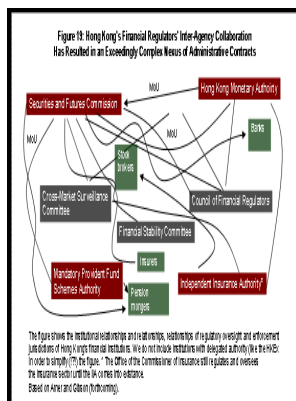 Figure 19: Hong Kong's Financial Regulators' Inter-Agency Collaboration
Has Resulted in an Exceedingly Complex Nexus of Administrative Contracts
MoU
Hong Kong Monetary Authority
Securities and Futures Commission
MoU
MoU
Banks
Stock
brokers
Cross-Market Surveillance
Committee
Council of Financial Regulators
Financial Stability Committee
Insurers
Mandatory Provident Fund
Schemes Authority
Independent Insurance Authority*
Pension
mongers
The figure shows the institutional relationships and relationships, relationships of regulatory oversight and enforcement
jurisdictions of Hong Kong's financial institutions. We do not include institutions with delegated authority (like the HKEx
in order to simplify (??) the figure. * The Office of the Commissioner of Insurance still regulates and oversees
the insurance sector until the IIA comes into existance.
Based on Arner and Gibson (forthcoming).